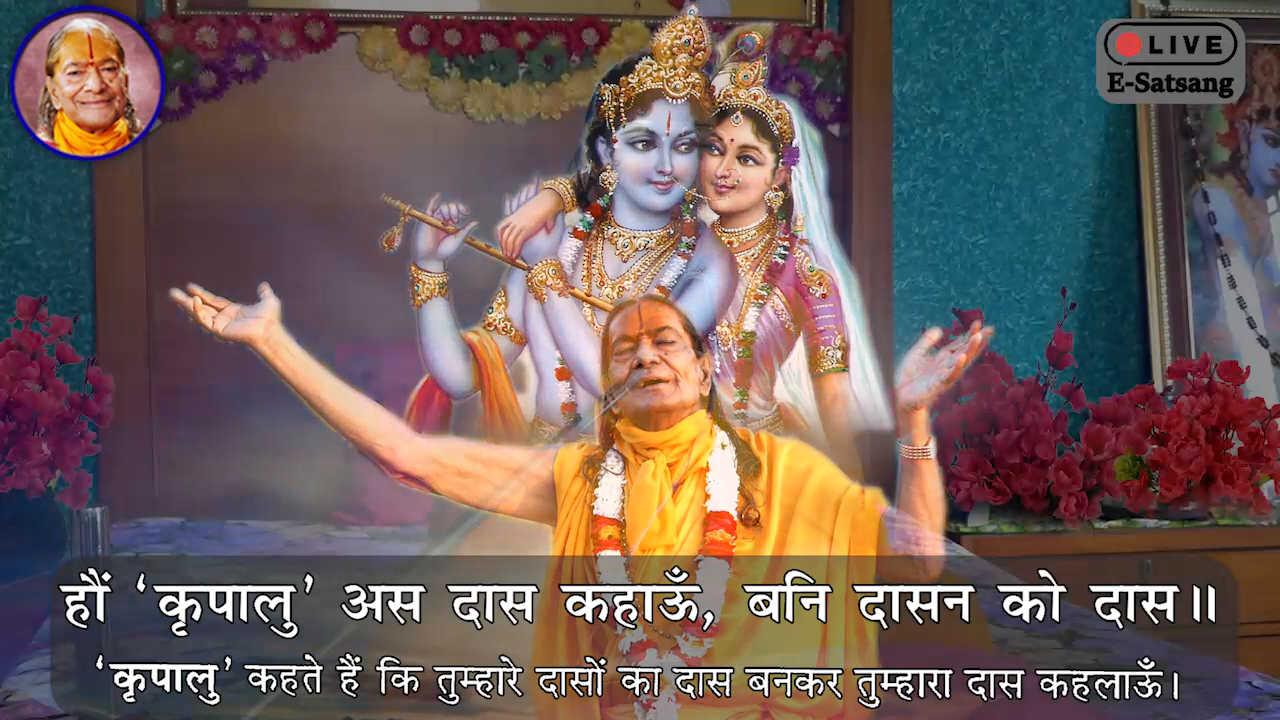 LIVE
E-Satsang
हौं ‘कृपालु’ अस दास कहाऊँ, बनि दासन को दास॥
‘कृपालु’ कहते हैं कि तुम्हारे दासों का दास बनकर तुम्हारा दास कहलाऊँ।